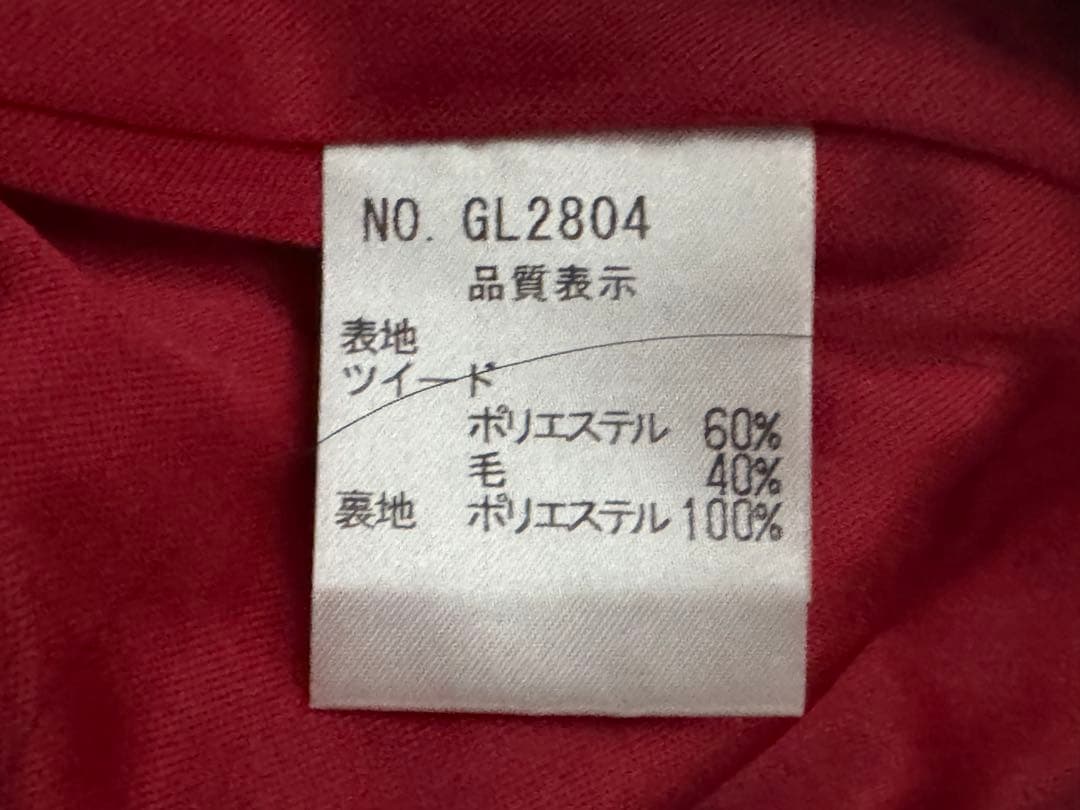 NO. GL2804
品質表示
表地
ツイード
ポリエステル 60%
毛 40%
裏地 ポリエステル 100%